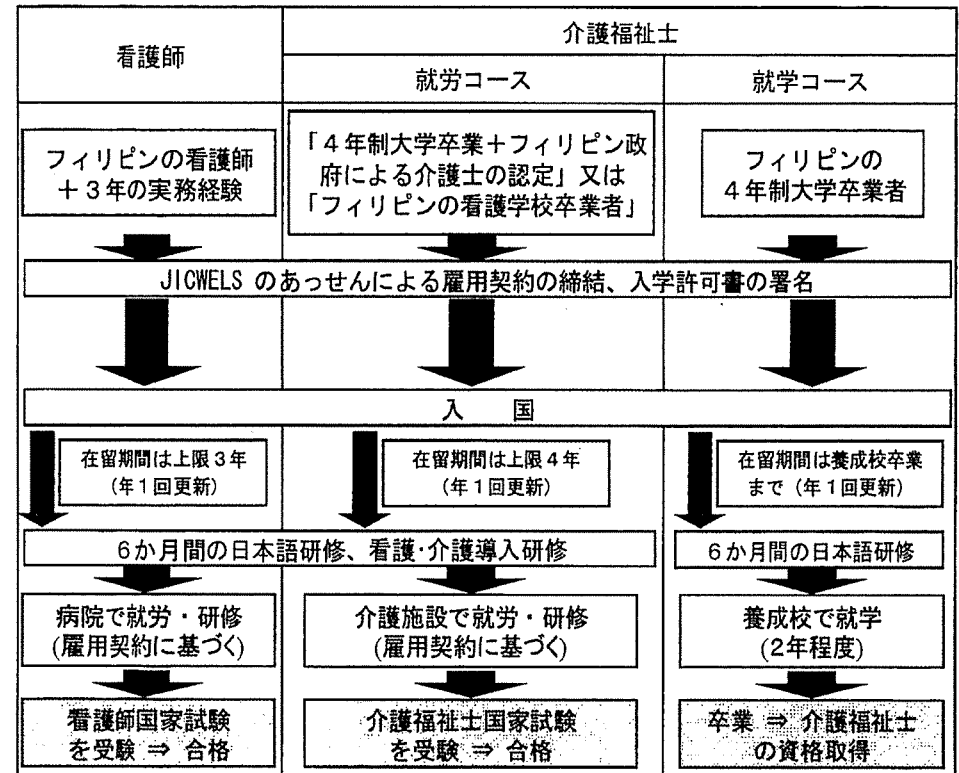 看護師
介護福祉士
就労コース
就学コース
フィリピンの看護師
＋３年の実務経験
「４年制大学卒業＋フィリピン政
府による介護士の認定」又は
「フィリピンの看護学校卒業者」
フィリピンの
４年制大学卒業者
JICWELS のあっせんによる雇用契約の締結、入学許可書の署名
入　国
在留期間は上限３年
(年１回更新)
在留期間は上限４年
(年１回更新)
在留期間は養成校卒業
まで（年１回更新）
６か月間の日本語研修、看護・介護導入研修
６か月間の日本語研修
病院で就労・研修
(雇用契約に基づく)
介護施設で就労・研修
(雇用契約に基づく)
養成校で就学
(2年程度)
看護師国家試験
を受験 ⇒ 合格
介護福祉士国家試験
を受験 ⇒ 合格
卒業 ⇒ 介護福祉士
の資格取得